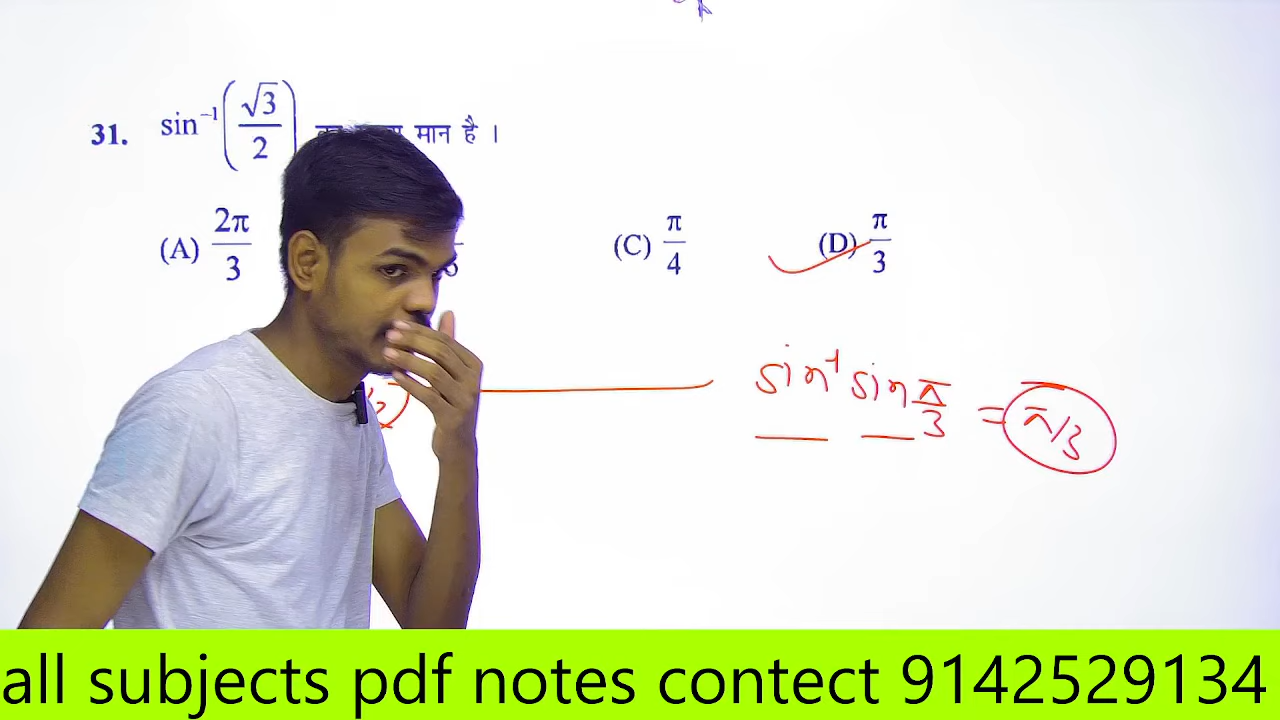 31. sin⁻¹(√3/2) मान है ।
(A) 2π/3 (C) π/4 (D) π/3
sin⁻¹ sin π/3 = π/3
all subjects pdf notes contect 9142529134